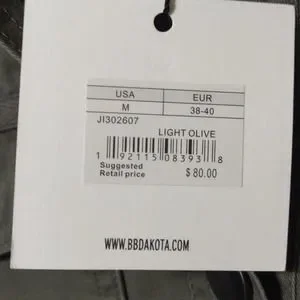 USA EUR
M 38-40
JI302607
LIGHT OLIVE
1 92115 08393 8
Suggested
Retail price $ 80.00
WWW.BBDAKOTA.COM